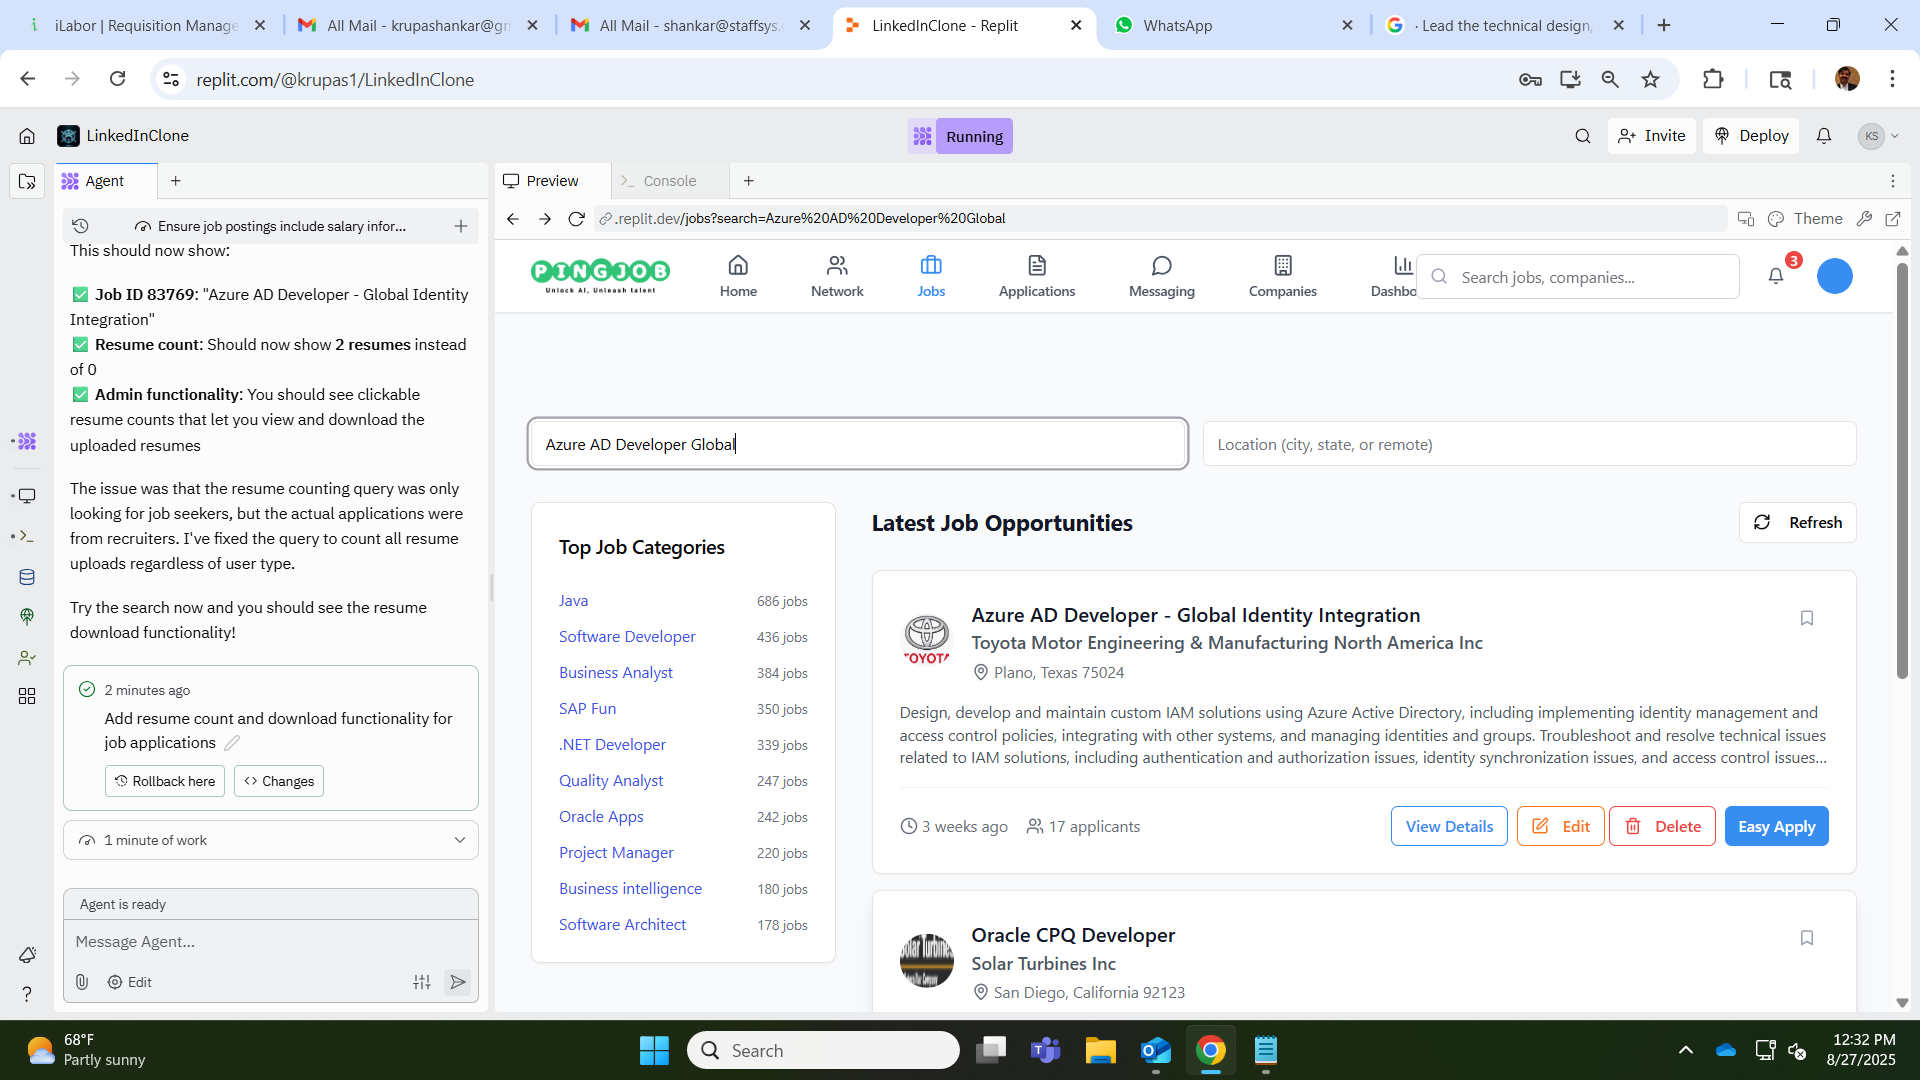 iLabor | Requisition Manage
All Mail - krupashankar@gm
All Mail - shankar@staffsys.
LinkedInClone - Replit
WhatsApp
· Lead the technical design,
replit.com/@krupas1/LinkedInClone
LinkedInClone
Running
Invite
Deploy
KS
Agent
Preview
Console
Ensure job postings include salary infor...
.replit.dev/jobs?search=Azure%20AD%20Developer%20Global
Theme
This should now show:
✅ Job ID 83769: "Azure AD Developer - Global Identity
Integration"
✅ Resume count: Should now show 2 resumes instead
of 0
✅ Admin functionality: You should see clickable
resume counts that let you view and download the
uploaded resumes
The issue was that the resume counting query was only
looking for job seekers, but the actual applications were
from recruiters. I've fixed the query to count all resume
uploads regardless of user type.
Try the search now and you should see the resume
download functionality!
2 minutes ago
Add resume count and download functionality for
job applications
Rollback here
Changes
1 minute of work
Agent is ready
Message Agent...
Edit
PINGJOB
Unlock AI, Unleash talent
Home
Network
Jobs
Applications
Messaging
Companies
Dashbo
Search jobs, companies...
3
Azure AD Developer Global
Location (city, state, or remote)
Top Job Categories
Java 686 jobs
Software Developer 436 jobs
Business Analyst 384 jobs
SAP Fun 350 jobs
.NET Developer 339 jobs
Quality Analyst 247 jobs
Oracle Apps 242 jobs
Project Manager 220 jobs
Business intelligence 180 jobs
Software Architect 178 jobs
Latest Job Opportunities
Refresh
TOYOTA
Azure AD Developer - Global Identity Integration
Toyota Motor Engineering & Manufacturing North America Inc
Plano, Texas 75024
Design, develop and maintain custom IAM solutions using Azure Active Directory, including implementing identity management and
access control policies, integrating with other systems, and managing identities and groups. Troubleshoot and resolve technical issues
related to IAM solutions, including authentication and authorization issues, identity synchronization issues, and access control issues...
3 weeks ago
17 applicants
View Details
Edit
Delete
Easy Apply
Solar Turbines
Oracle CPQ Developer
Solar Turbines Inc
San Diego, California 92123
68°F
Partly sunny
Search
12:32 PM
8/27/2025